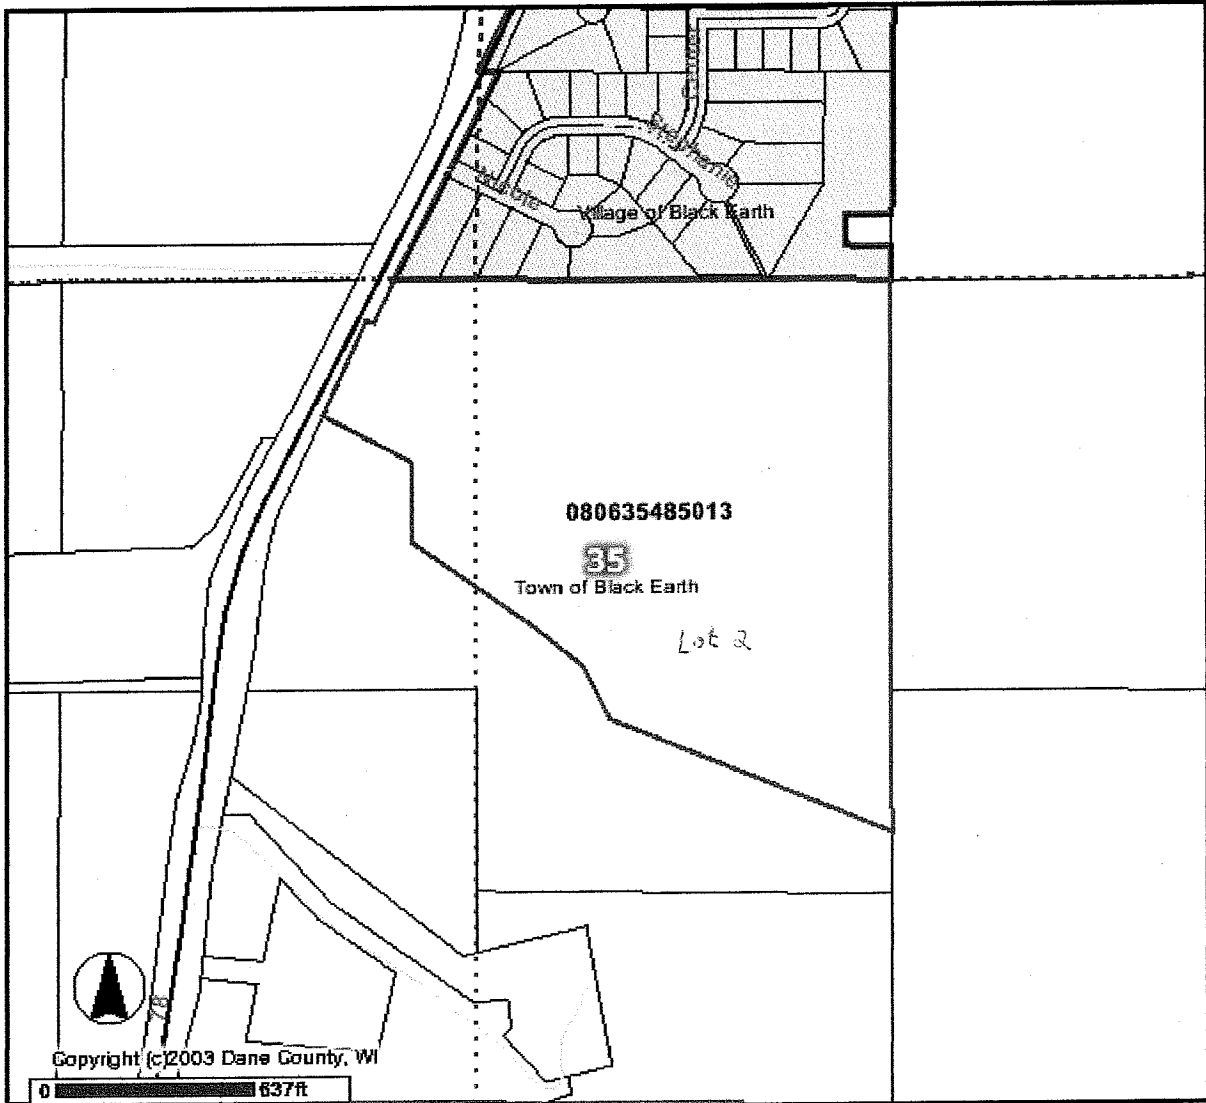 Village of Black Earth
080635485013
35
Town of Black Earth
Lot 2
78
Copyright (c)2003 Dane County, WI
0 637ft